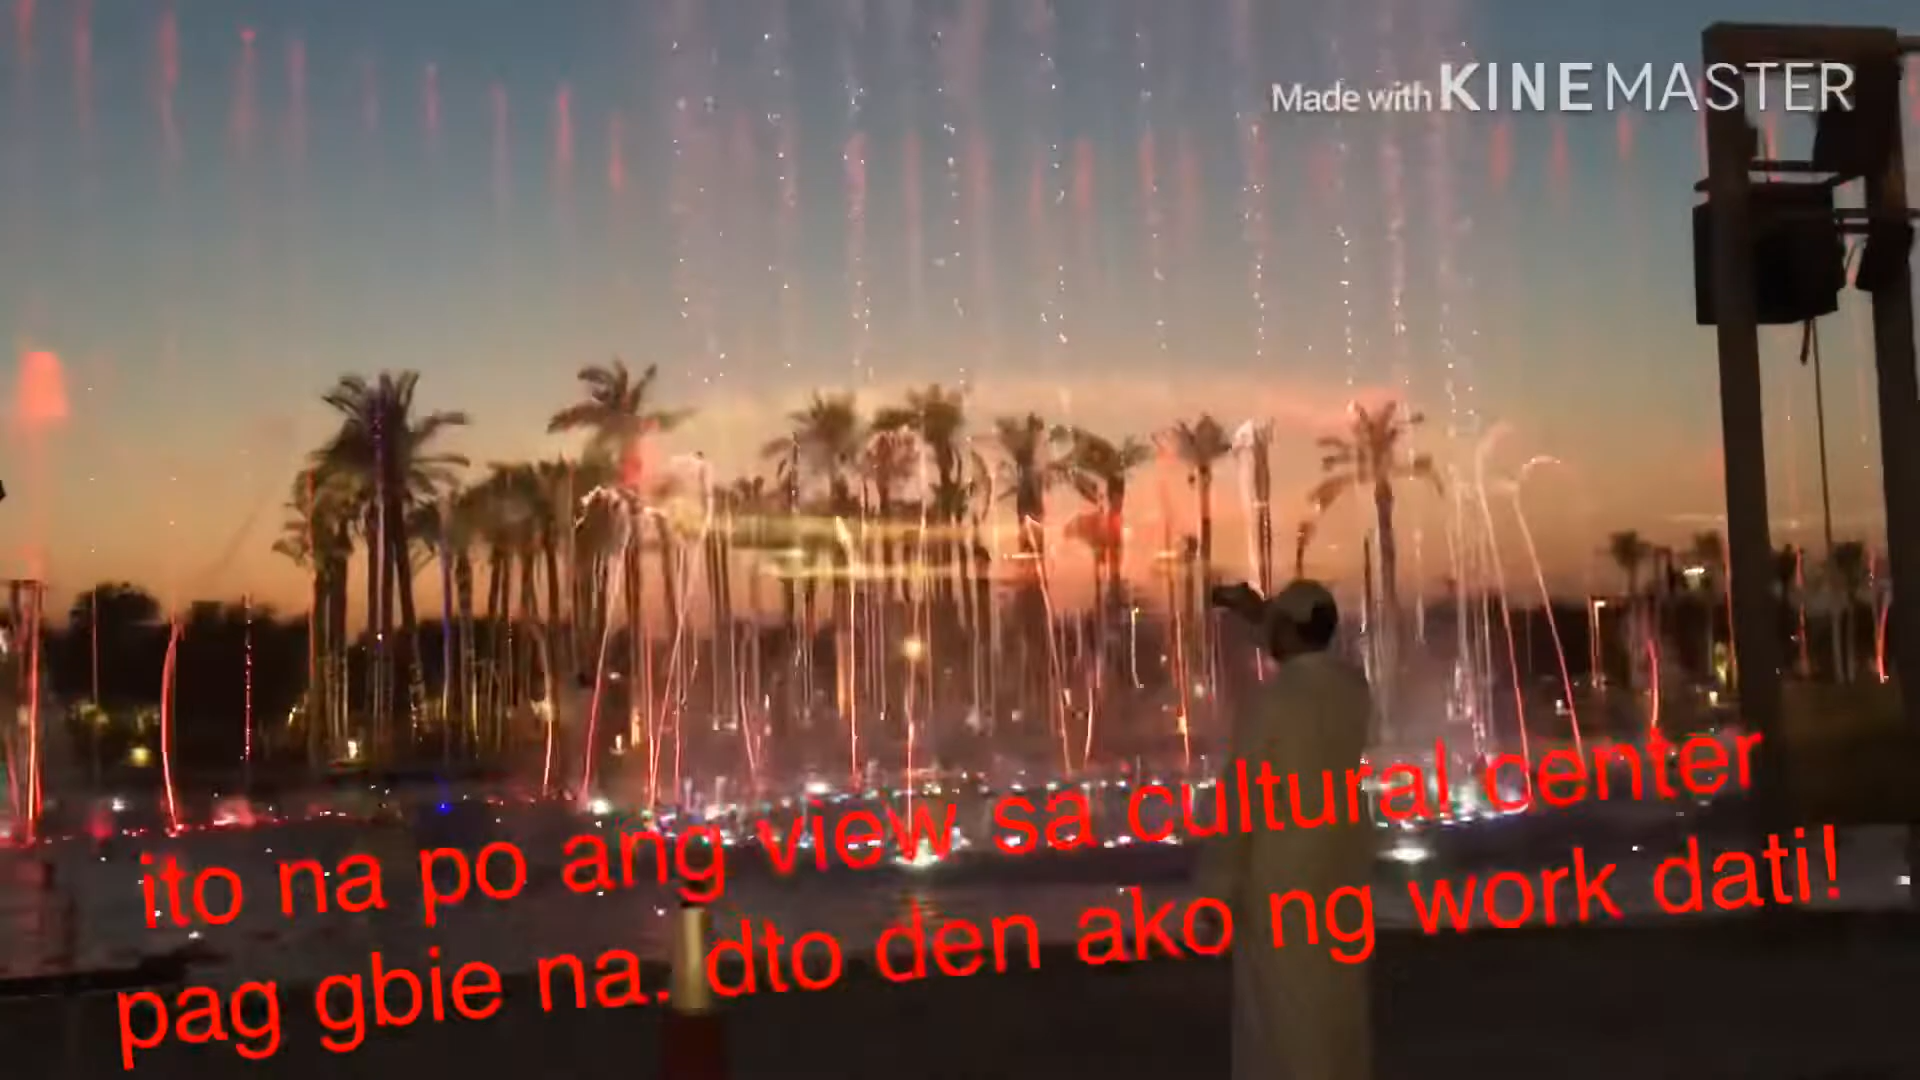 Made with KINEMASTER
ito na po ang view sa cultural center
pag gbie na. dto den ako ng work dati!